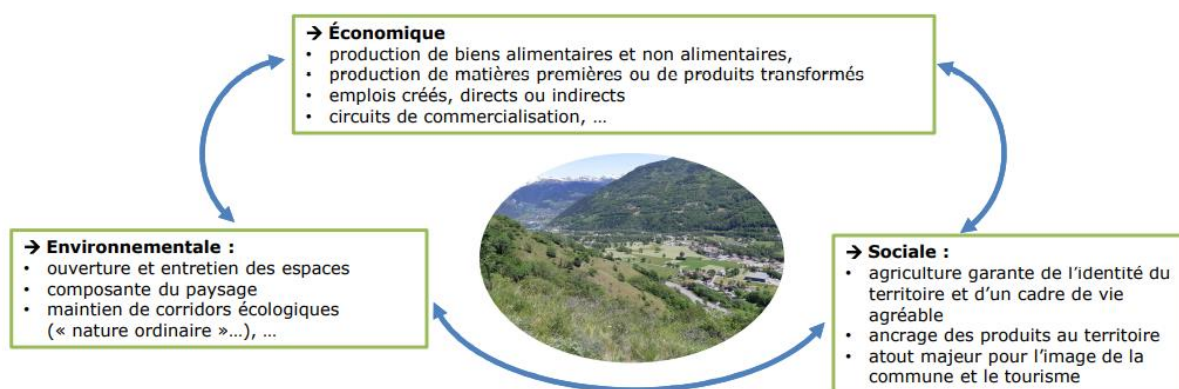 → Économique
• production de biens alimentaires et non alimentaires,
• production de matières premières ou de produits transformés
• emplois créés, directs ou indirects
• circuits de commercialisation, …
→ Environnementale :
• ouverture et entretien des espaces
• composante du paysage
• maintien de corridors écologiques
(« nature ordinaire »…), …
→ Sociale :
• agriculture garante de l’identité du
territoire et d’un cadre de vie
agréable
• ancrage des produits au territoire
• atout majeur pour l’image de la
commune et le tourisme